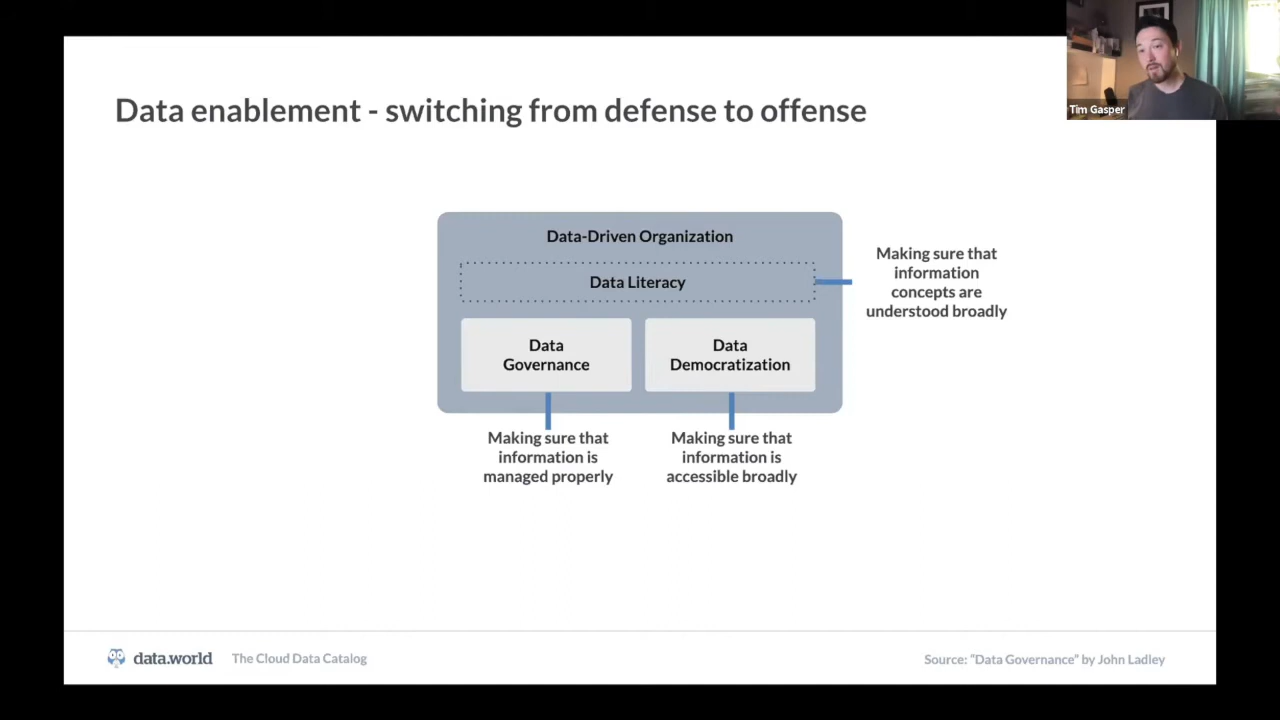 Tim Gasper
Data enablement - switching from defense to offense
Data-Driven Organization
Data Literacy
Making sure that
information
concepts are
understood broadly
Data
Governance
Data
Democratization
Making sure that
information is
managed properly
Making sure that
information is
accessible broadly
data.world The Cloud Data Catalog
Source: "Data Governance" by John Ladley